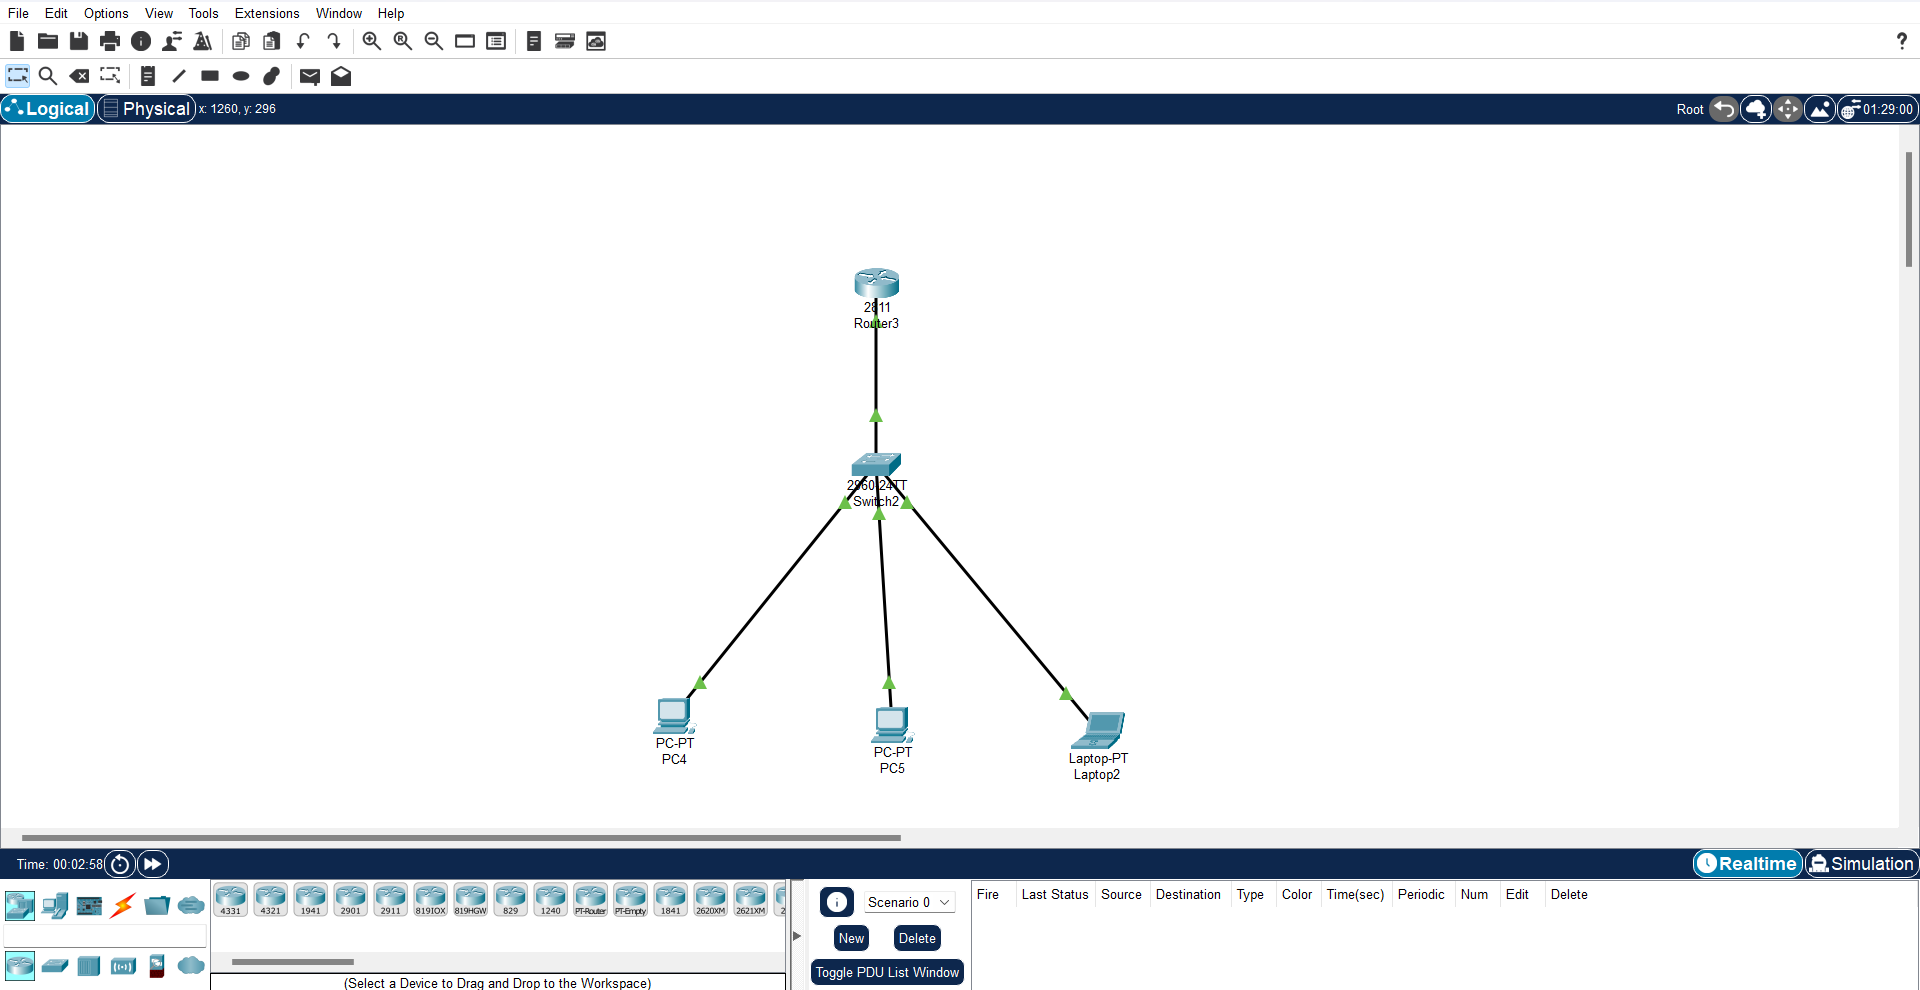 File Edit Options View Tools Extensions Window Help
?
Logical Physical x: 1260, y: 296 Root 01:29:00
2811
Router3
2960-24TT
Switch2
PC-PT
PC4
PC-PT
PC5
Laptop-PT
Laptop2
Time: 00:02:58 Realtime Simulation
4331 4321 1941 2901 2911 819IOX 819HGW 829 1240 PT-Router PT-Empty 1841 2620XM 2621XM 2
(Select a Device to Drag and Drop to the Workspace)
Scenario 0
New Delete
Toggle PDU List Window
Fire Last Status Source Destination Type Color Time(sec) Periodic Num Edit Delete